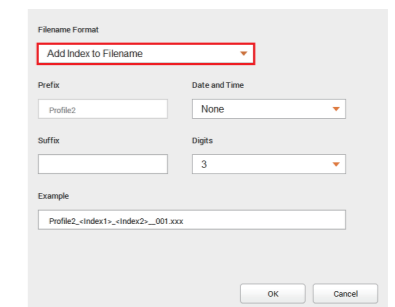 Filename Format
Add Index to Filename
Prefix Date and Time
Profile2 None
Suffix Digits
3
Example
Profile2_<Index1>_<Index2>__001.xxx
OK Cancel